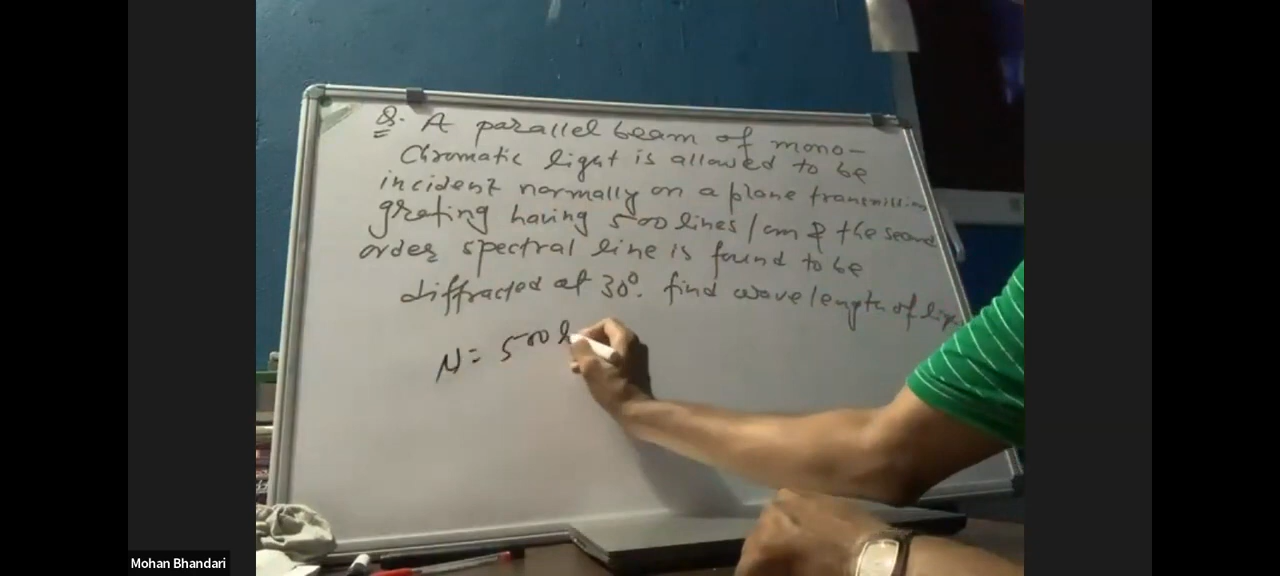 Q. A parallel beam of mono-
Chromatic light is allowed to be
incident normally on a plane transmission
grating having 500 lines/cm & the second
order spectral line is found to be
diffracted at 30°. find wavelength of
N = 500 l
Mohan Bhandari